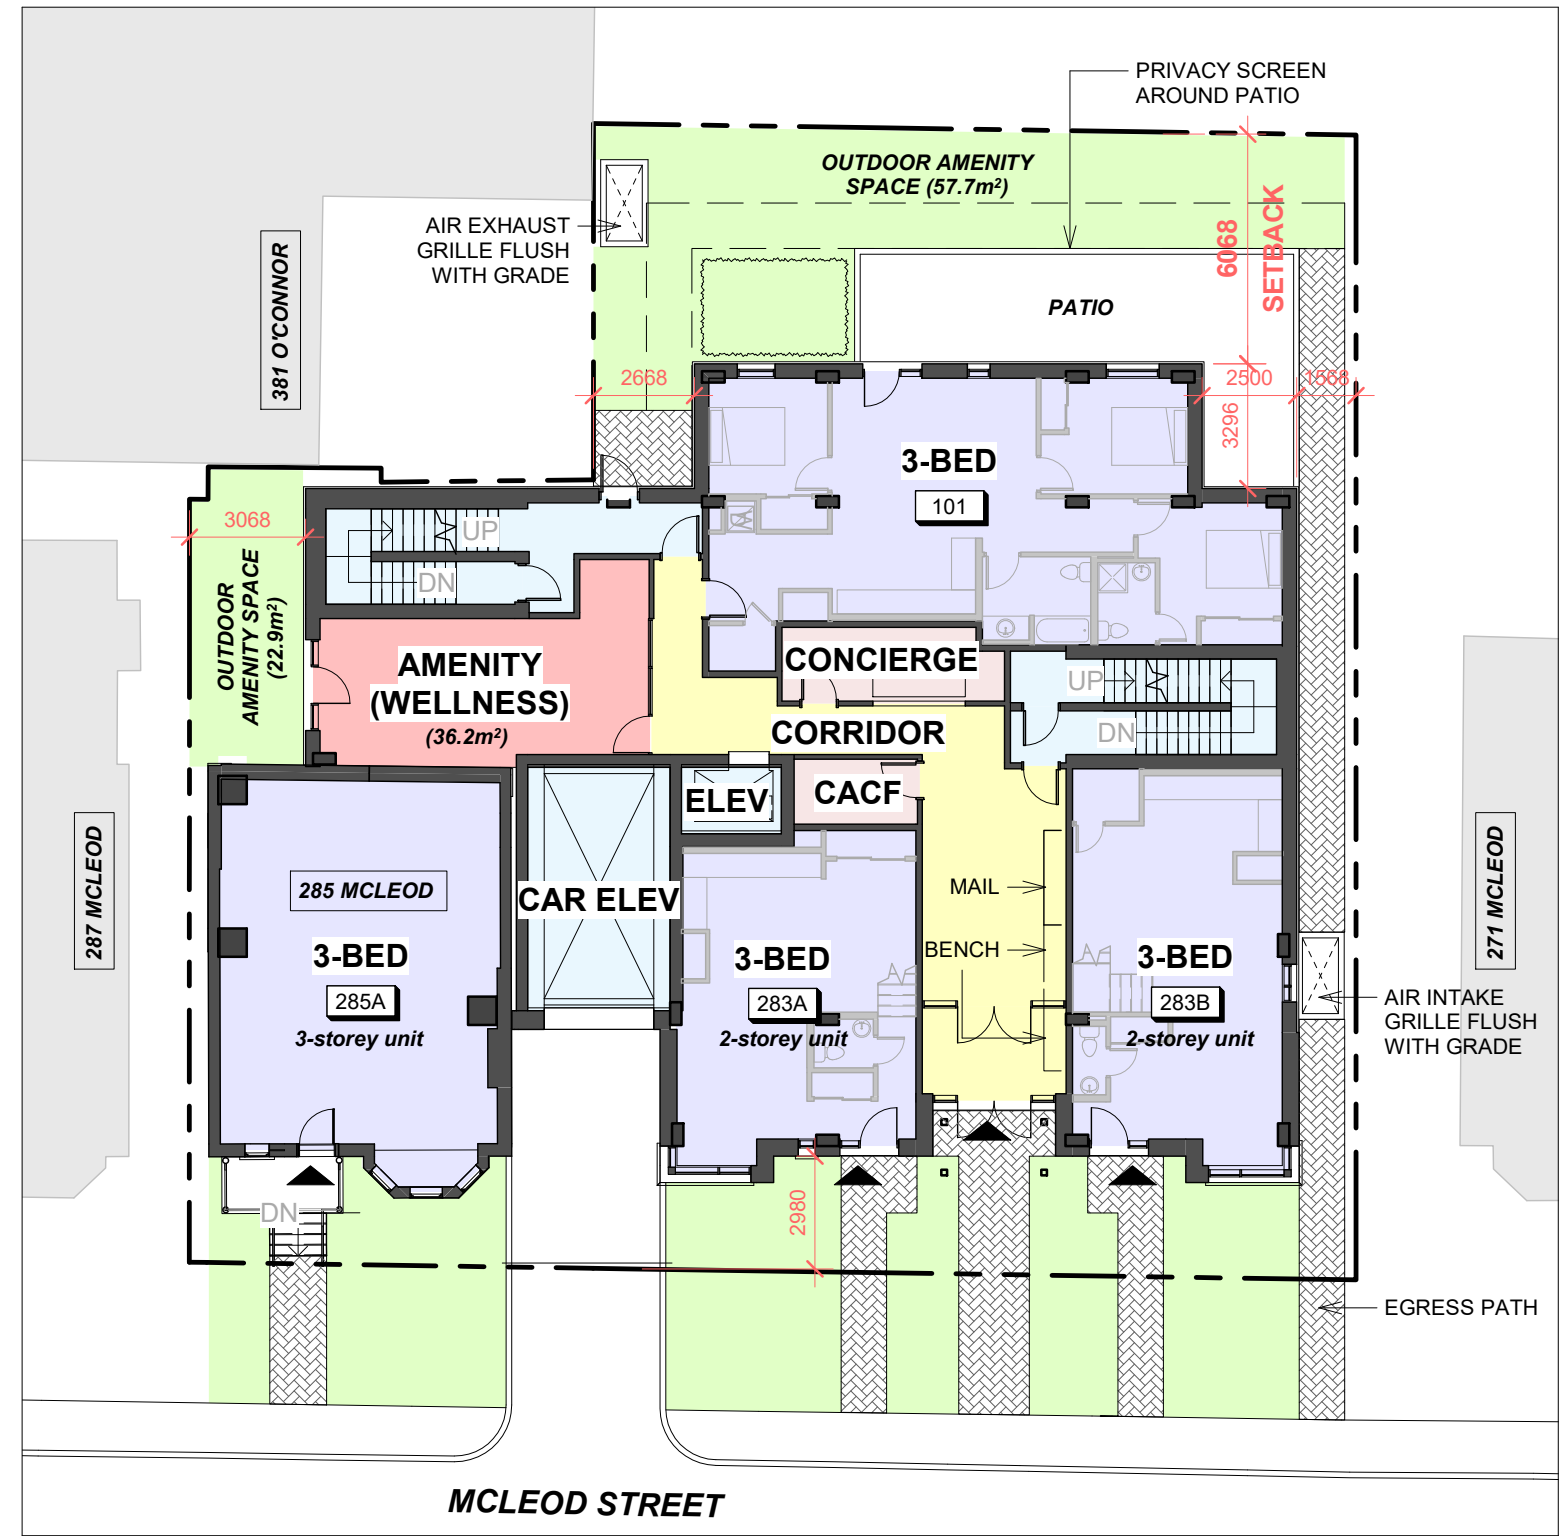 PRIVACY SCREEN
AROUND PATIO
OUTDOOR AMENITY
SPACE (57.7m²)
AIR EXHAUST
GRILLE FLUSH
WITH GRADE
6068
SETBACK
381 O'CONNOR
PATIO
2668
2500
1568
3296
3-BED
101
3068
UP
DN
OUTDOOR
AMENITY SPACE
(22.9m²)
AMENITY
(WELLNESS)
(36.2m²)
CONCIERGE
UP
CORRIDOR
DN
ELEV
CACF
287 MCLEOD
285 MCLEOD
CAR ELEV
MAIL
271 MCLEOD
3-BED
285A
3-storey unit
3-BED
283A
2-storey unit
BENCH
3-BED
283B
2-storey unit
AIR INTAKE
GRILLE FLUSH
WITH GRADE
DN
2980
EGRESS PATH
MCLEOD STREET